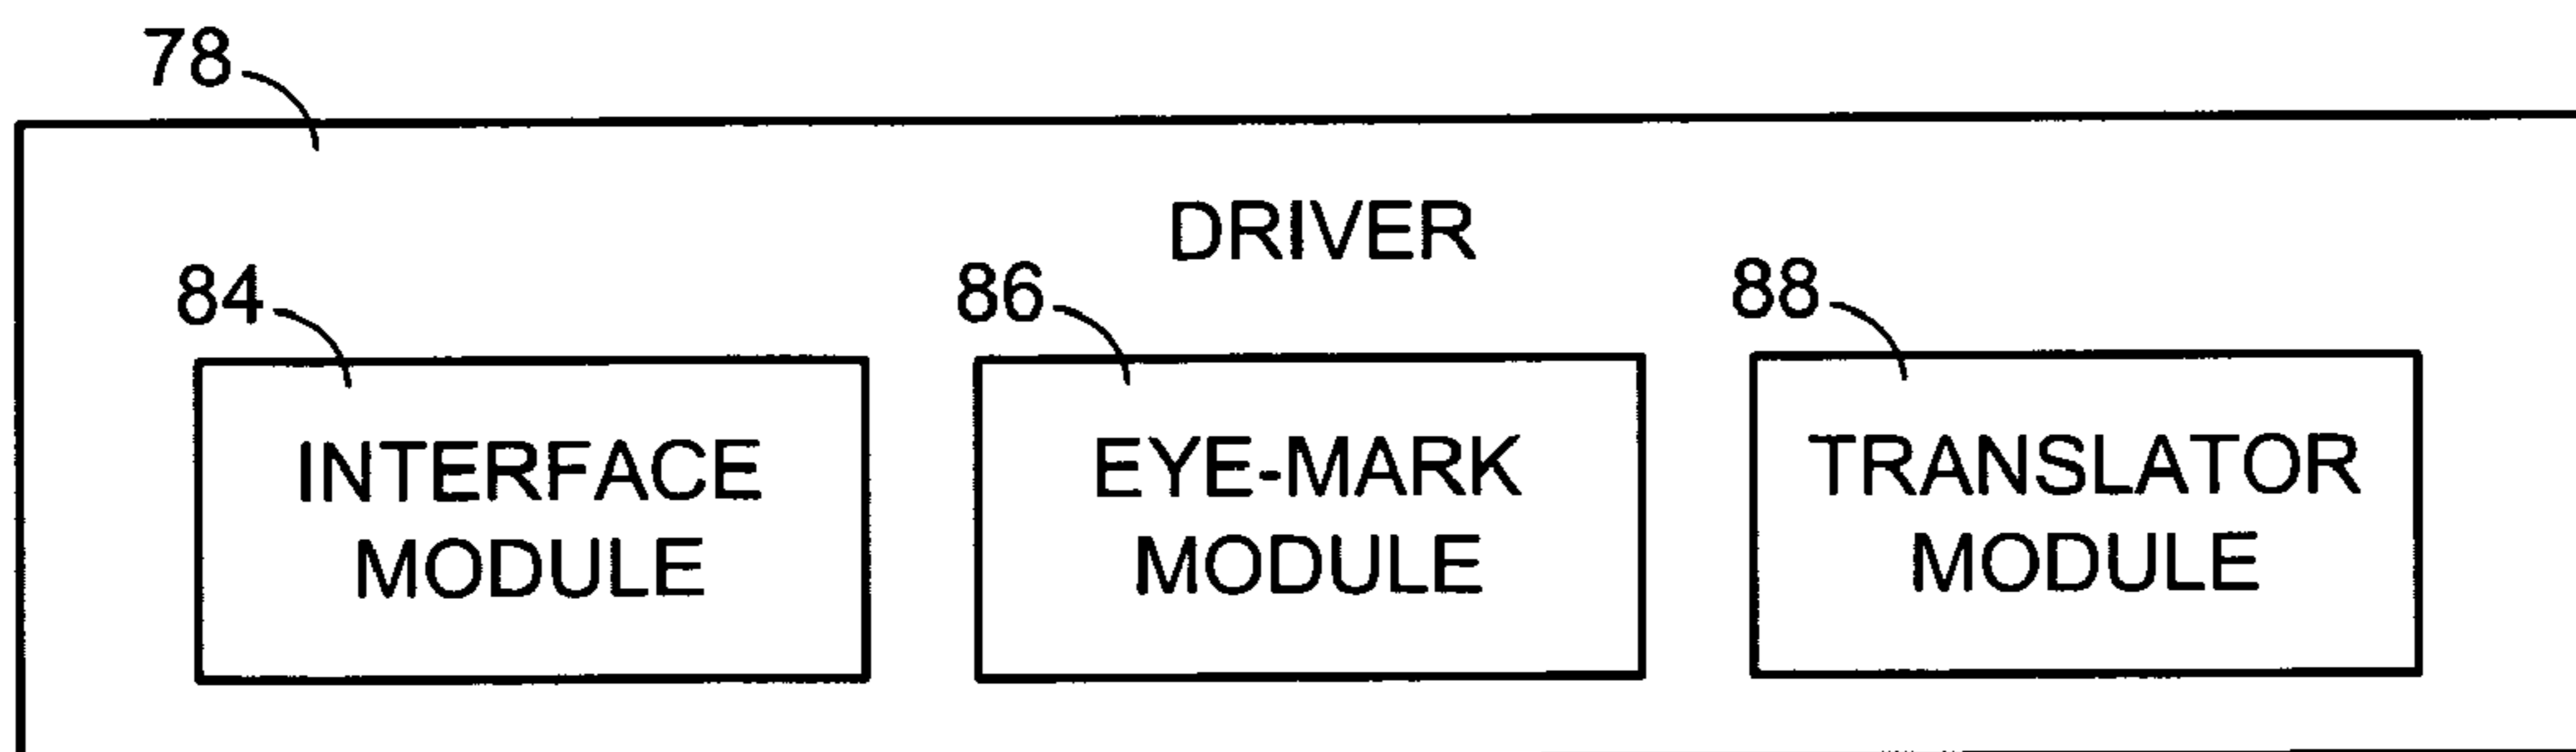 78
DRIVER
84
86
88
INTERFACE
MODULE
EYE-MARK
MODULE
TRANSLATOR
MODULE